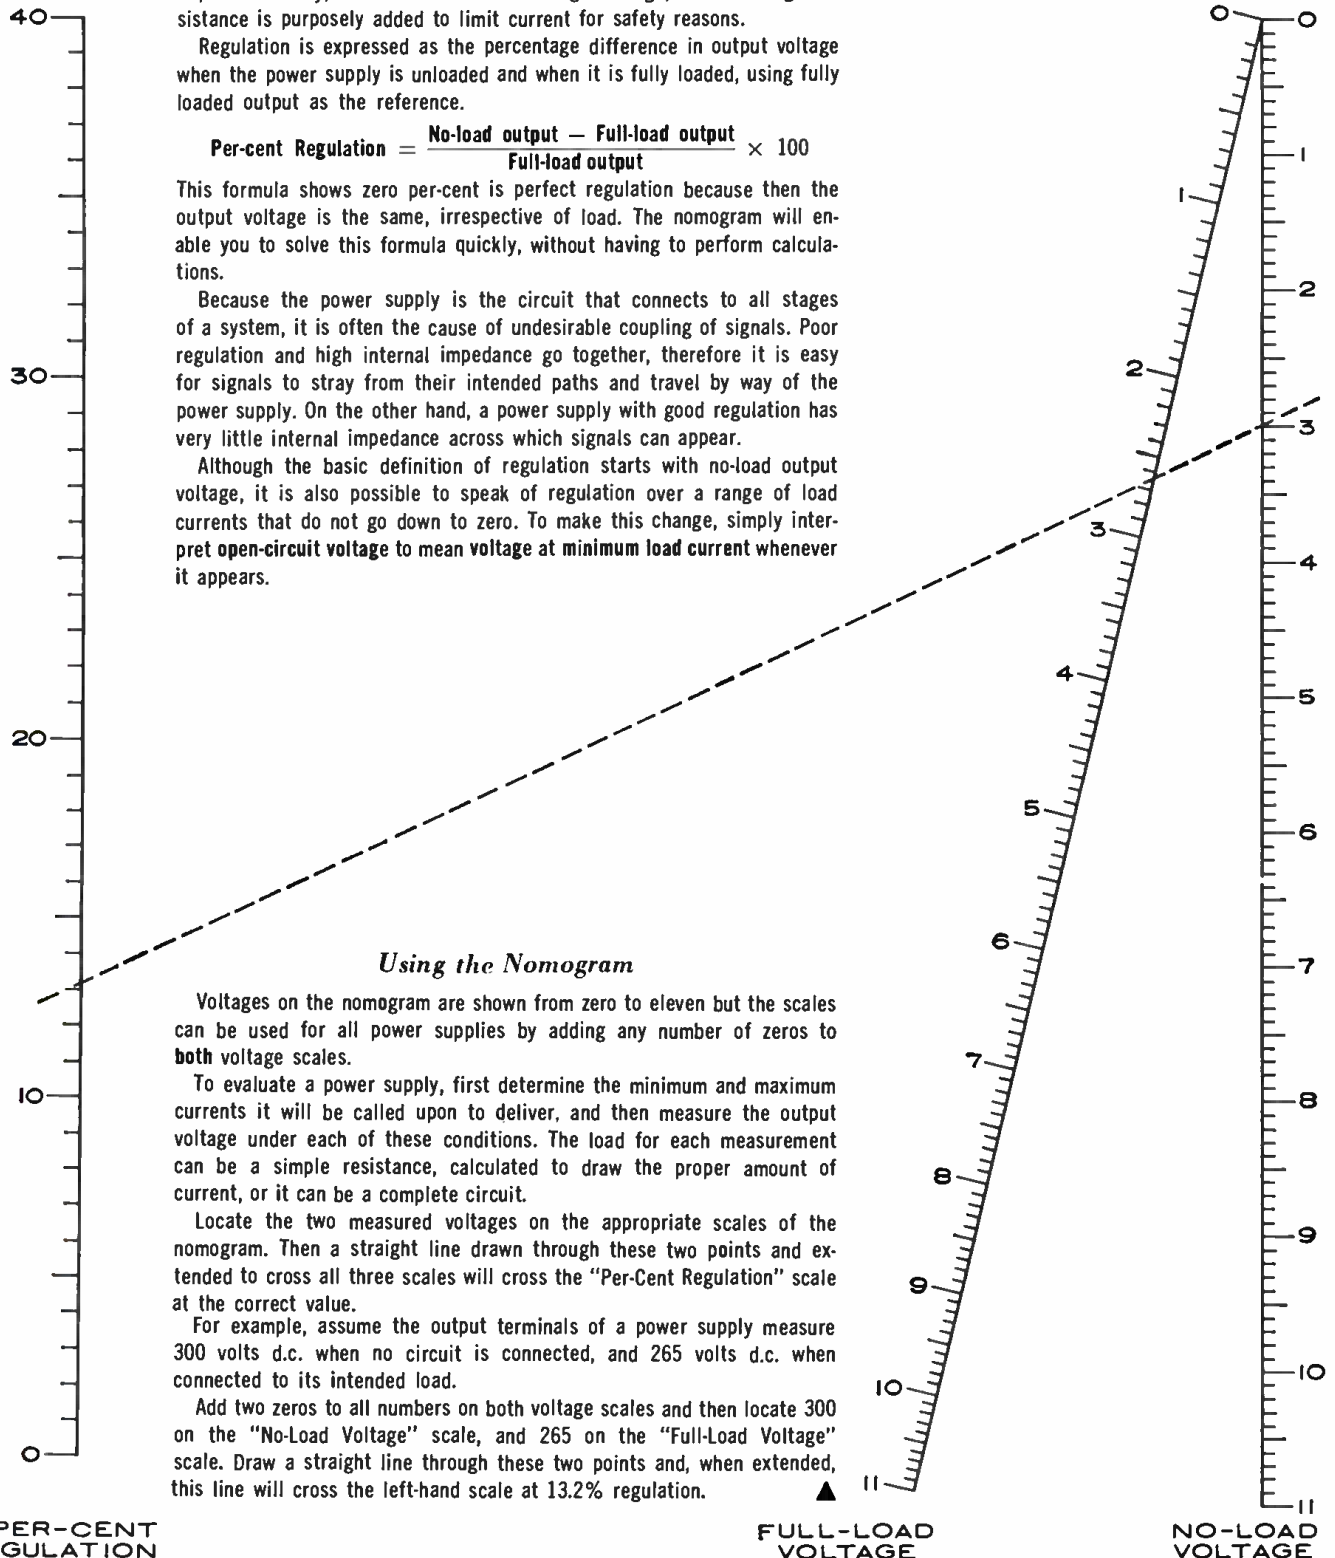 sistance is purposely added to limit current for safety reasons.
Regulation is expressed as the percentage difference in output voltage
when the power supply is unloaded and when it is fully loaded, using fully
loaded output as the reference.
Per-cent Regulation = No-load output — Full-load output / Full-load output × 100
This formula shows zero per-cent is perfect regulation because then the
output voltage is the same, irrespective of load. The nomogram will en-
able you to solve this formula quickly, without having to perform calcula-
tions.
Because the power supply is the circuit that connects to all stages
of a system, it is often the cause of undesirable coupling of signals. Poor
regulation and high internal impedance go together, therefore it is easy
for signals to stray from their intended paths and travel by way of the
power supply. On the other hand, a power supply with good regulation has
very little internal impedance across which signals can appear.
Although the basic definition of regulation starts with no-load output
voltage, it is also possible to speak of regulation over a range of load
currents that do not go down to zero. To make this change, simply inter-
pret open-circuit voltage to mean voltage at minimum load current whenever
it appears.
Using the Nomogram
Voltages on the nomogram are shown from zero to eleven but the scales
can be used for all power supplies by adding any number of zeros to
both voltage scales.
To evaluate a power supply, first determine the minimum and maximum
currents it will be called upon to deliver, and then measure the output
voltage under each of these conditions. The load for each measurement
can be a simple resistance, calculated to draw the proper amount of
current, or it can be a complete circuit.
Locate the two measured voltages on the appropriate scales of the
nomogram. Then a straight line drawn through these two points and ex-
tended to cross all three scales will cross the "Per-Cent Regulation" scale
at the correct value.
For example, assume the output terminals of a power supply measure
300 volts d.c. when no circuit is connected, and 265 volts d.c. when
connected to its intended load.
Add two zeros to all numbers on both voltage scales and then locate 300
on the "No-Load Voltage" scale, and 265 on the "Full-Load Voltage"
scale. Draw a straight line through these two points and, when extended,
this line will cross the left-hand scale at 13.2% regulation. ▲
40
30
20
10
0
PER-CENT
GULATION
0
1
2
3
4
5
6
7
8
9
10
11
FULL-LOAD
VOLTAGE
0
1
2
3
4
5
6
7
8
9
10
11
NO-LOAD
VOLTAGE